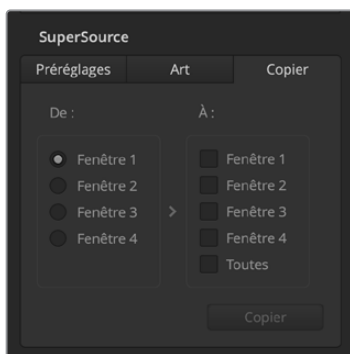 SuperSource
Préréglages Art Copier
De : À :
Fenêtre 1 Fenêtre 1
Fenêtre 2 Fenêtre 2
Fenêtre 3 > Fenêtre 3
Fenêtre 4 Fenêtre 4
Toutes
Copier